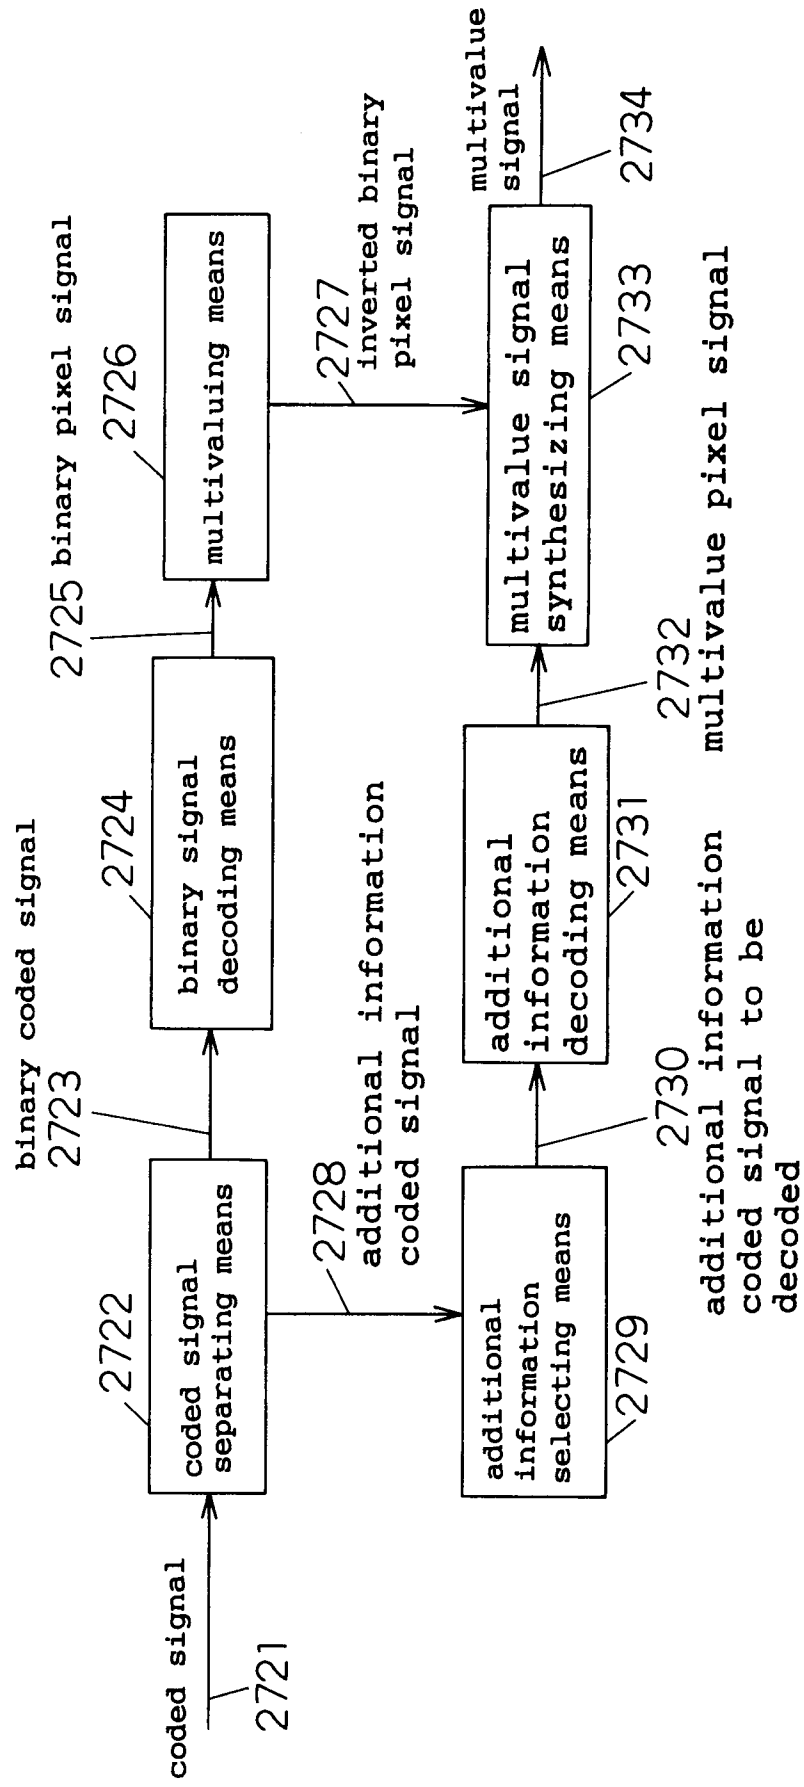 coded signal
2721
2722
coded signal
separating means
binary coded signal
2723
2724
binary signal
decoding means
2725 binary pixel signal
2726
multivaluing means
2727
inverted binary
pixel signal
2728
additional information
coded signal
additional
information
selecting means
2729
2730
additional information
coded signal to be
decoded
additional
information
decoding means
2731
2732
multivalue pixel signal
multivalue signal
synthesizing means
2733
multivalue
signal
2734